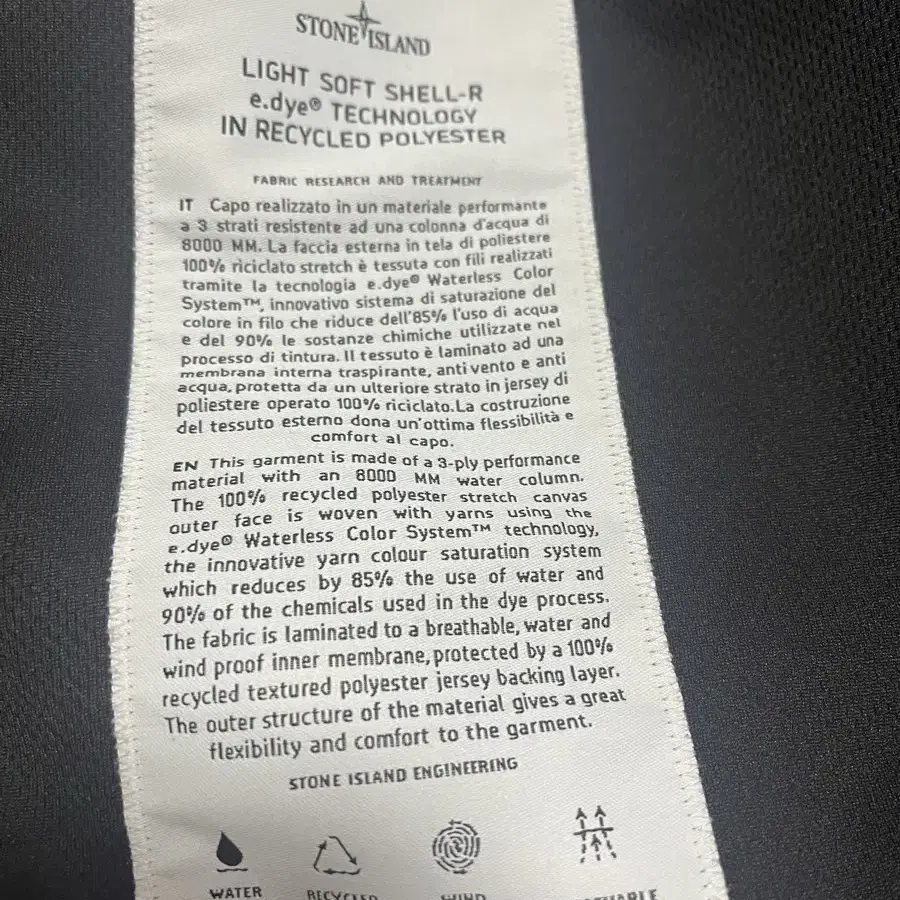 STONE ISLAND
LIGHT SOFT SHELL-R
e.dye® TECHNOLOGY
IN RECYCLED POLYESTER
FABRIC RESEARCH AND TREATMENT
IT Capo realizzato in un materiale performante
a 3 strati resistente ad una colonna d'acqua di
8000 MM. La faccia esterna in tela di poliestere
100% riciclato stretch è tessuta con fili realizzati
tramite la tecnologia e.dye® Waterless Color
System™, innovativo sistema di saturazione del
colore in filo che riduce dell'85% l'uso di acqua
e del 90% le sostanze chimiche utilizzate nel
processo di tintura. Il tessuto è laminato ad una
membrana interna traspirante, anti vento e anti
acqua, protetta da un ulteriore strato in jersey di
poliestere operato 100% riciclato. La costruzione
del tessuto esterno dona un'ottima flessibilità e
comfort al capo.
EN This garment is made of a 3-ply performance
material with an 8000 MM water column.
The 100% recycled polyester stretch canvas
outer face is woven with yarns using the
e.dye® Waterless Color System™ technology,
the innovative yarn colour saturation system
which reduces by 85% the use of water and
90% of the chemicals used in the dye process.
The fabric is laminated to a breathable, water and
wind proof inner membrane, protected by a 100%
recycled textured polyester jersey backing layer.
The outer structure of the material gives a great
flexibility and comfort to the garment.
STONE ISLAND ENGINEERING
WATER RECYCLED WIND